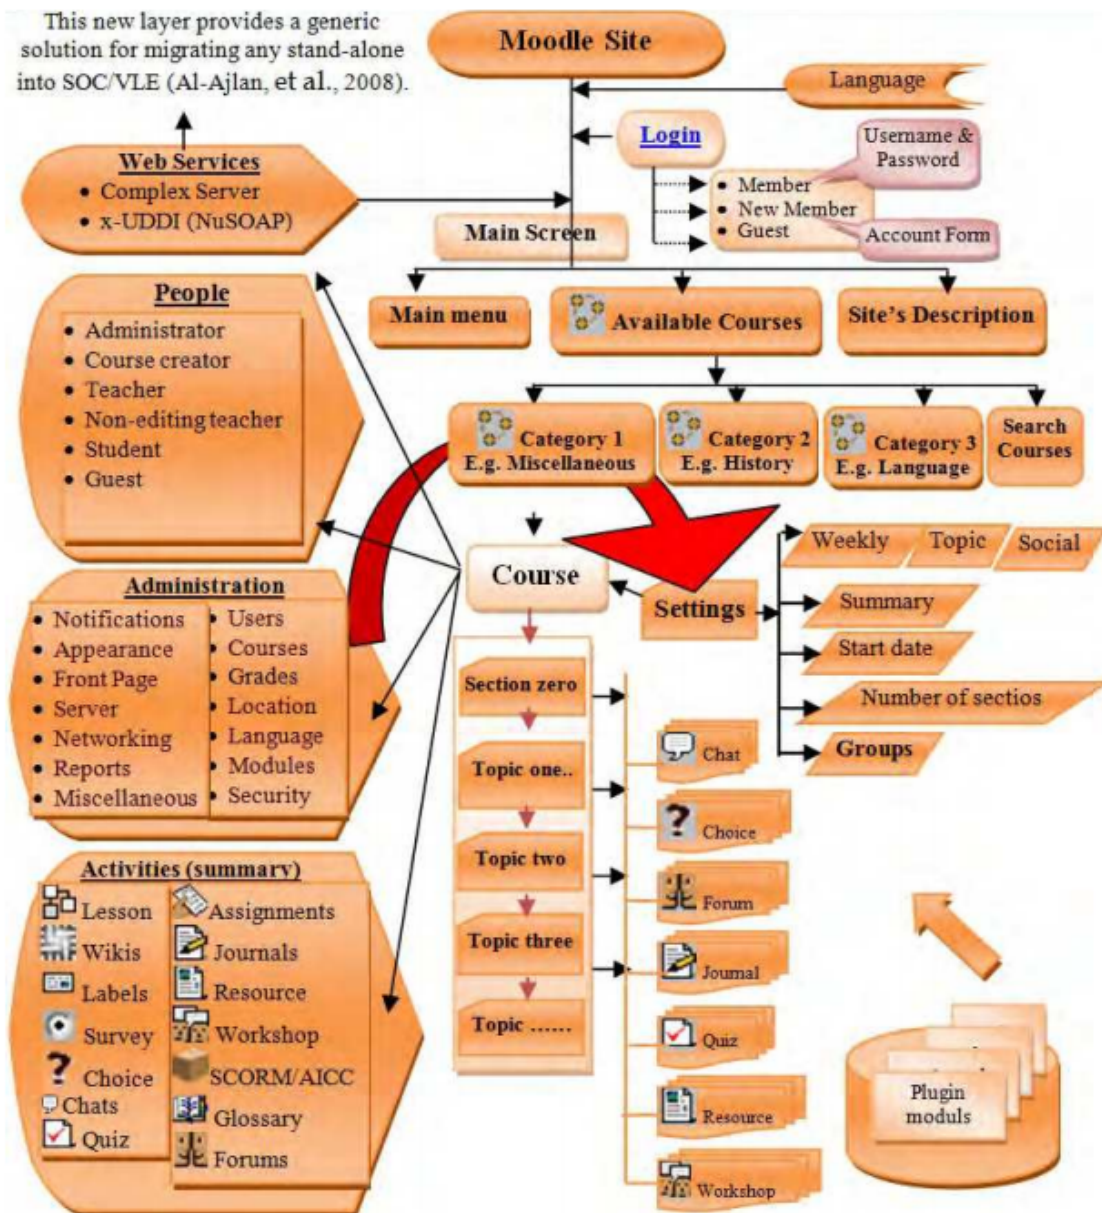 This new layer provides a generic
solution for migrating any stand-alone
into SOC/VLE (Al-Ajlan, et al., 2008).
Moodle Site
Language
Login
Username &
Password
Member
New Member
Guest
Account Form
Web Services
Complex Server
x-UDDI (NuSOAP)
Main Screen
People
Administrator
Course creator
Teacher
Non-editing teacher
Student
Guest
Main menu
Available Courses
Site's Description
Category 1
E.g. Miscellaneous
Category 2
E.g. History
Category 3
E.g. Language
Search
Courses
Course
Settings
Weekly
Topic
Social
Summary
Start date
Number of sectios
Groups
Administration
Notifications
Appearance
Front Page
Server
Networking
Reports
Miscellaneous
Users
Courses
Grades
Location
Language
Modules
Security
Section zero
Topic one..
Topic two
Topic three
Topic ......
Chat
Choice
Forum
Journal
Quiz
Resource
Workshop
Activities (summary)
Lesson
Wikis
Labels
Survey
Choice
Chats
Quiz
Assignments
Journals
Resource
Workshop
SCORM/AICC
Glossary
Forums
Plugin
moduls